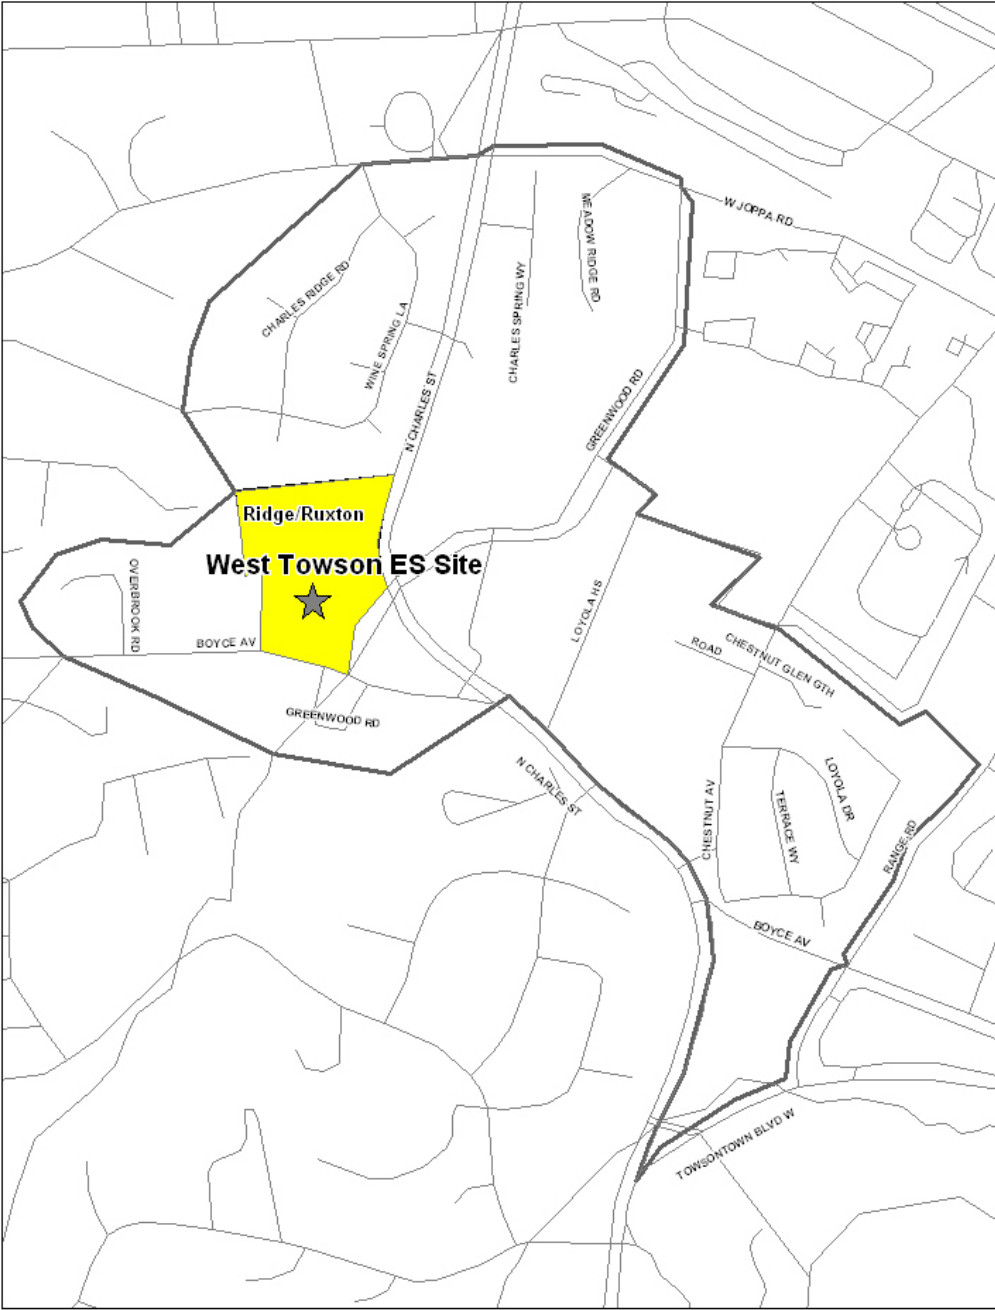 W JOPPA RD
MEADOW RIDGE RD
CHARLES RIDGE RD
CHARLES SPRING WY
WINE SPRING LA
N CHARLES ST
GREENWOOD RD
Ridge/Ruxton
West Towson ES Site
OVERBROOK RD
BOYCE AV
LOYOLA HS
ROAD
CHESTNUT GLEN GTH
GREENWOOD RD
N CHARLES ST
CHESTNUT AV
TERRACE WY
LOYOLA DR
RANGE RD
BOYCE AV
TOWSONTOWN BLVD W